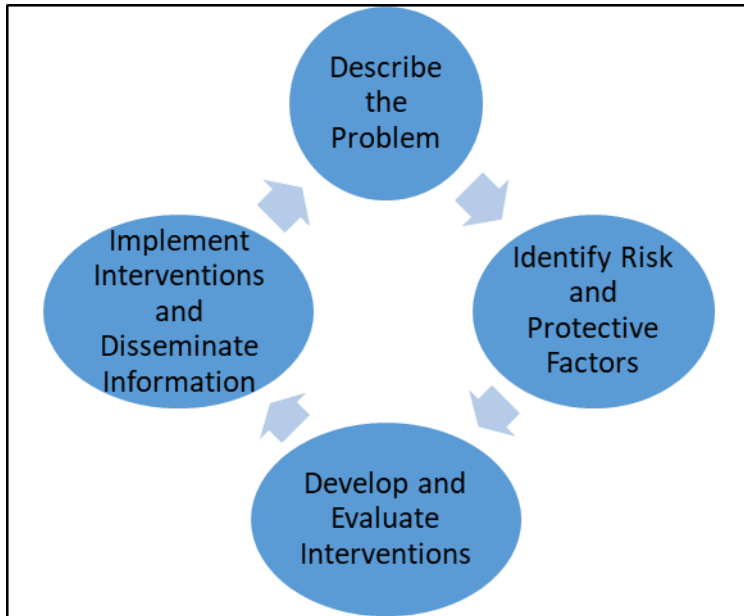 Describe
the
Problem
Identify Risk
and
Protective
Factors
Develop and
Evaluate
Interventions
Implement
Interventions
and
Disseminate
Information